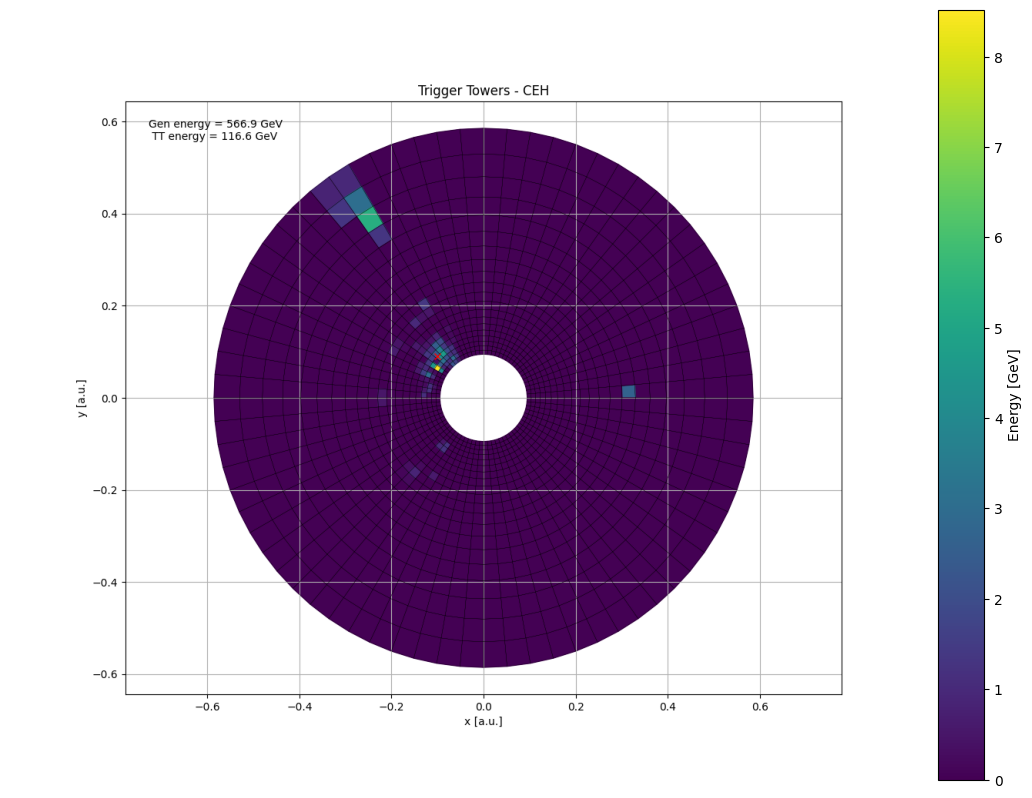 Trigger Towers - CEH
Gen energy = 566.9 GeV
TT energy = 116.6 GeV
0.6
0.4
0.2
0.0
−0.2
−0.4
−0.6
y [a.u.]
−0.6 −0.4 −0.2 0.0 0.2 0.4 0.6
x [a.u.]
8
7
6
5
4
3
2
1
0
Energy [GeV]